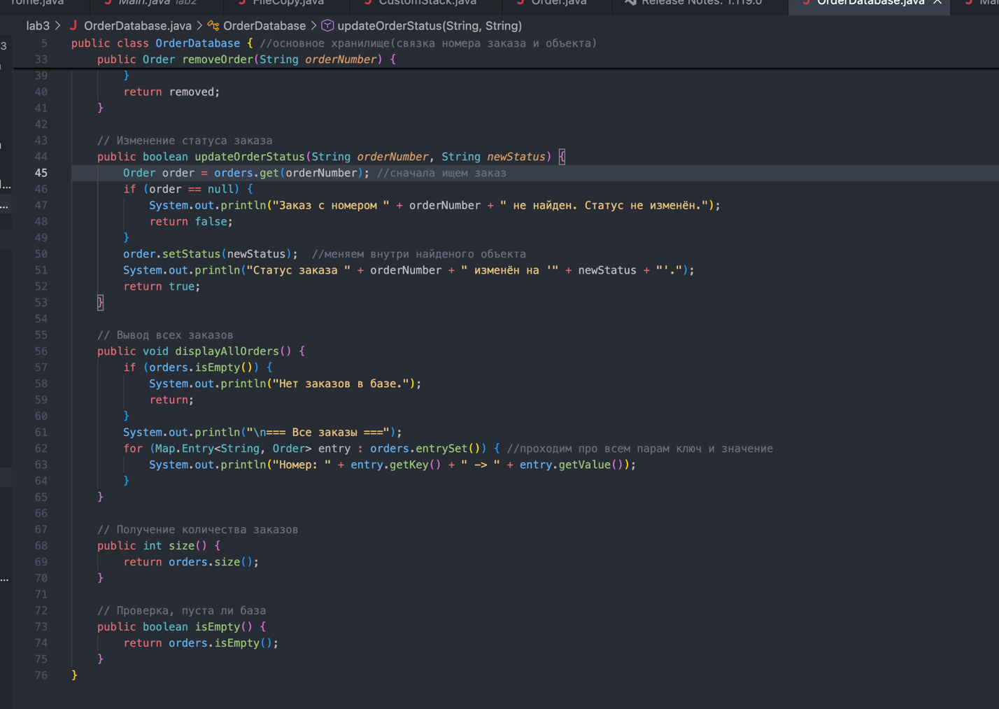 Main.java lab2 FileCopy.java CustomStack.java Order.java Release Notes: 1.119.0 OrderDatabase.java
lab3 > J OrderDatabase.java > OrderDatabase > updateOrderStatus(String, String)
5 public class OrderDatabase { //основное хранилище(связка номера заказа и объекта)
33 public Order removeOrder(String orderNumber) {
39 }
40 return removed;
41 }
42
43 // Изменение статуса заказа
44 public boolean updateOrderStatus(String orderNumber, String newStatus) {
45 Order order = orders.get(orderNumber); //сначала ищем заказ
46 if (order == null) {
47 System.out.println("Заказ с номером " + orderNumber + " не найден. Статус не изменён.");
48 return false;
49 }
50 order.setStatus(newStatus); //меняем внутри найденого объекта
51 System.out.println("Статус заказа " + orderNumber + " изменён на '" + newStatus + "'.");
52 return true;
53 }
54
55 // Вывод всех заказов
56 public void displayAllOrders() {
57 if (orders.isEmpty()) {
58 System.out.println("Нет заказов в базе.");
59 return;
60 }
61 System.out.println("\n=== Все заказы ===");
62 for (Map.Entry<String, Order> entry : orders.entrySet()) { //проходим про всем парам ключ и значение
63 System.out.println("Номер: " + entry.getKey() + " —> " + entry.getValue());
64 }
65 }
66
67 // Получение количества заказов
68 public int size() {
69 return orders.size();
70 }
71
72 // Проверка, пуста ли база
73 public boolean isEmpty() {
74 return orders.isEmpty();
75 }
76 }